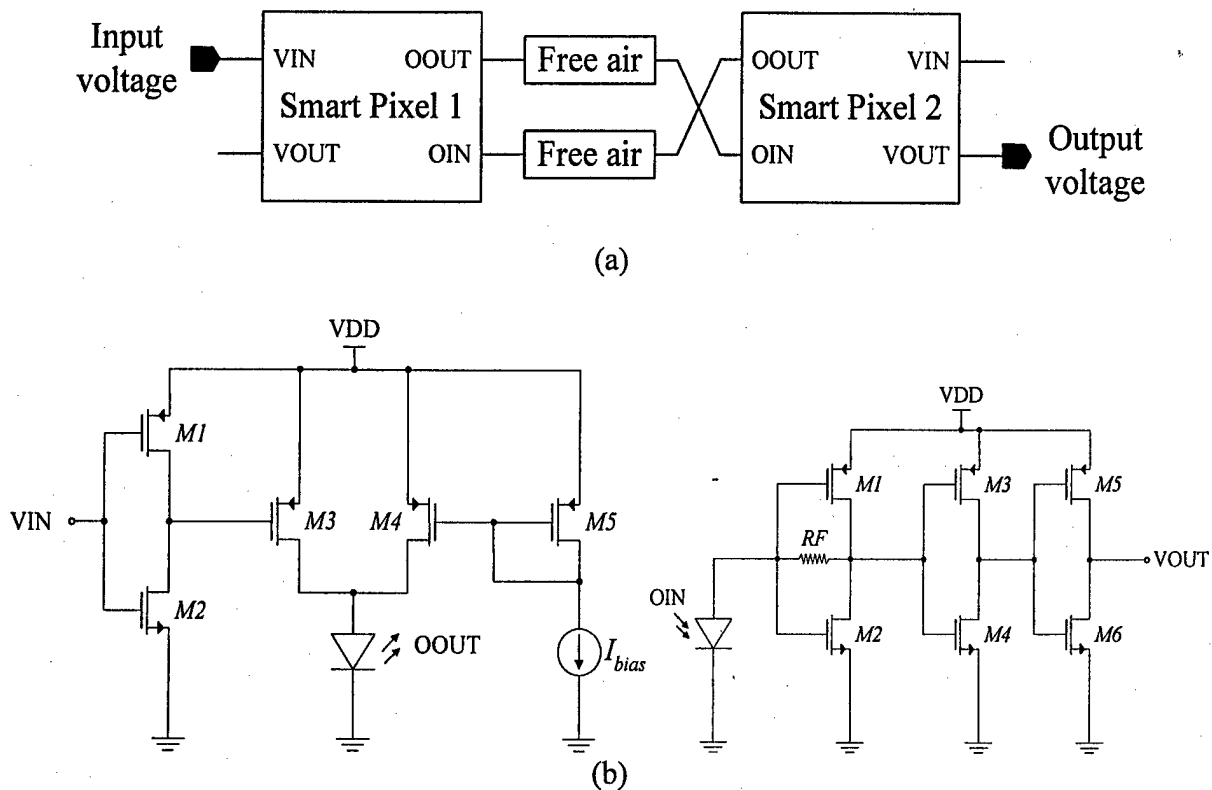 Input
voltage
VIN
OOUT
Smart Pixel 1
VOUT
OIN
Free air
Free air
OOUT
VIN
Smart Pixel 2
OIN
VOUT
Output
voltage
(a)
VDD
M1
VIN
M3
M4
M5
M2
OOUT
I_bias
VDD
M1
M3
M5
RF
VOUT
OIN
M2
M4
M6
(b)